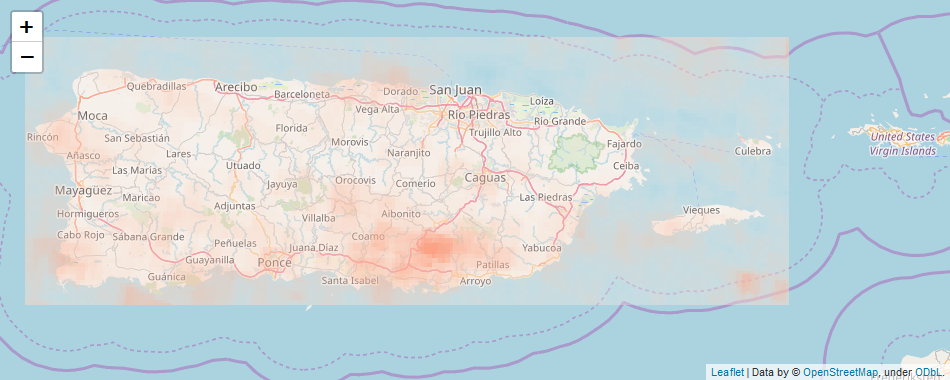 +
−
Quebradillas
Arecibo
Barceloneta
Dorado
San Juan
Loíza
Moca
Vega Alta
Río Piedras
Río Grande
Rincón
San Sebastián
Florida
Morovis
Trujillo Alto
Fajardo
Culebra
United States
Virgin Islands
Añasco
Lares
Utuado
Naranjito
Ceiba
Las Marías
Mayagüez
Maricao
Jayuya
Orocovis
Comerío
Caguas
Las Piedras
Hormigueros
Adjuntas
Villalba
Aibonito
Vieques
Cabo Rojo
Sábana Grande
Peñuelas
Juana Díaz
Coamo
Yabucoa
Guayanilla
Ponce
Patillas
Guánica
Santa Isabel
Arroyo
Leaflet | Data by © OpenStreetMap, under ODbL.